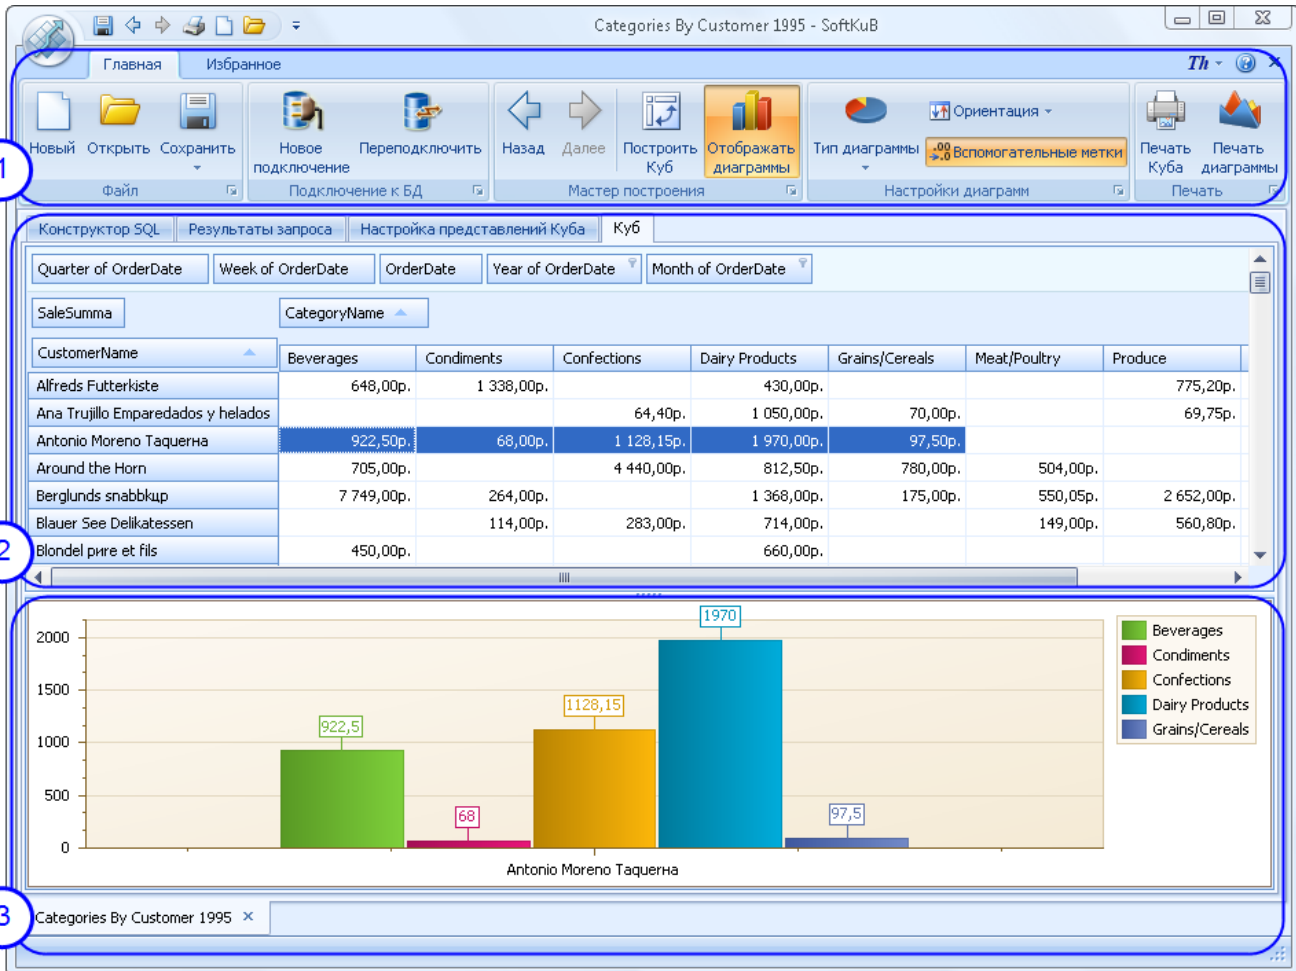 Categories By Customer 1995 - SoftKuB
Главная Избранное Th
Новый Открыть Сохранить Новое подключение Переподключить Назад Далее Построить Куб Отображать диаграммы Тип диаграммы Ориентация Вспомогательные метки Печать Куба Печать диаграммы
1
Файл Подключение к БД Мастер построения Настройки диаграмм Печать
Конструктор SQL Результаты запроса Настройка представлений Куба Куб
Quarter of OrderDate Week of OrderDate OrderDate Year of OrderDate Month of OrderDate
SaleSumma CategoryName
CustomerName Beverages Condiments Confections Dairy Products Grains/Cereals Meat/Poultry Produce
Alfreds Futterkiste 648,00р. 1 338,00р. 430,00р. 775,20р.
Ana Trujillo Emparedados y helados 64,40р. 1 050,00р. 70,00р. 69,75р.
Antonio Moreno Taquerнa 922,50р. 68,00р. 1 128,15р. 1 970,00р. 97,50р.
Around the Horn 705,00р. 4 440,00р. 812,50р. 780,00р. 504,00р.
Berglunds snabbkцp 7 749,00р. 264,00р. 1 368,00р. 175,00р. 550,05р. 2 652,00р.
Blauer See Delikatessen 114,00р. 283,00р. 714,00р. 149,00р. 560,80р.
2
Blondel pиre et fils 450,00р. 660,00р.
2000
1500
1000
500
0
922,5
68
1128,15
1970
97,5
Antonio Moreno Taquerнa
Beverages
Condiments
Confections
Dairy Products
Grains/Cereals
3
Categories By Customer 1995